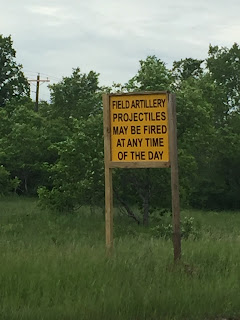 FIELD ARTILLERY
PROJECTILES
MAY BE FIRED
AT ANY TIME
OF THE DAY